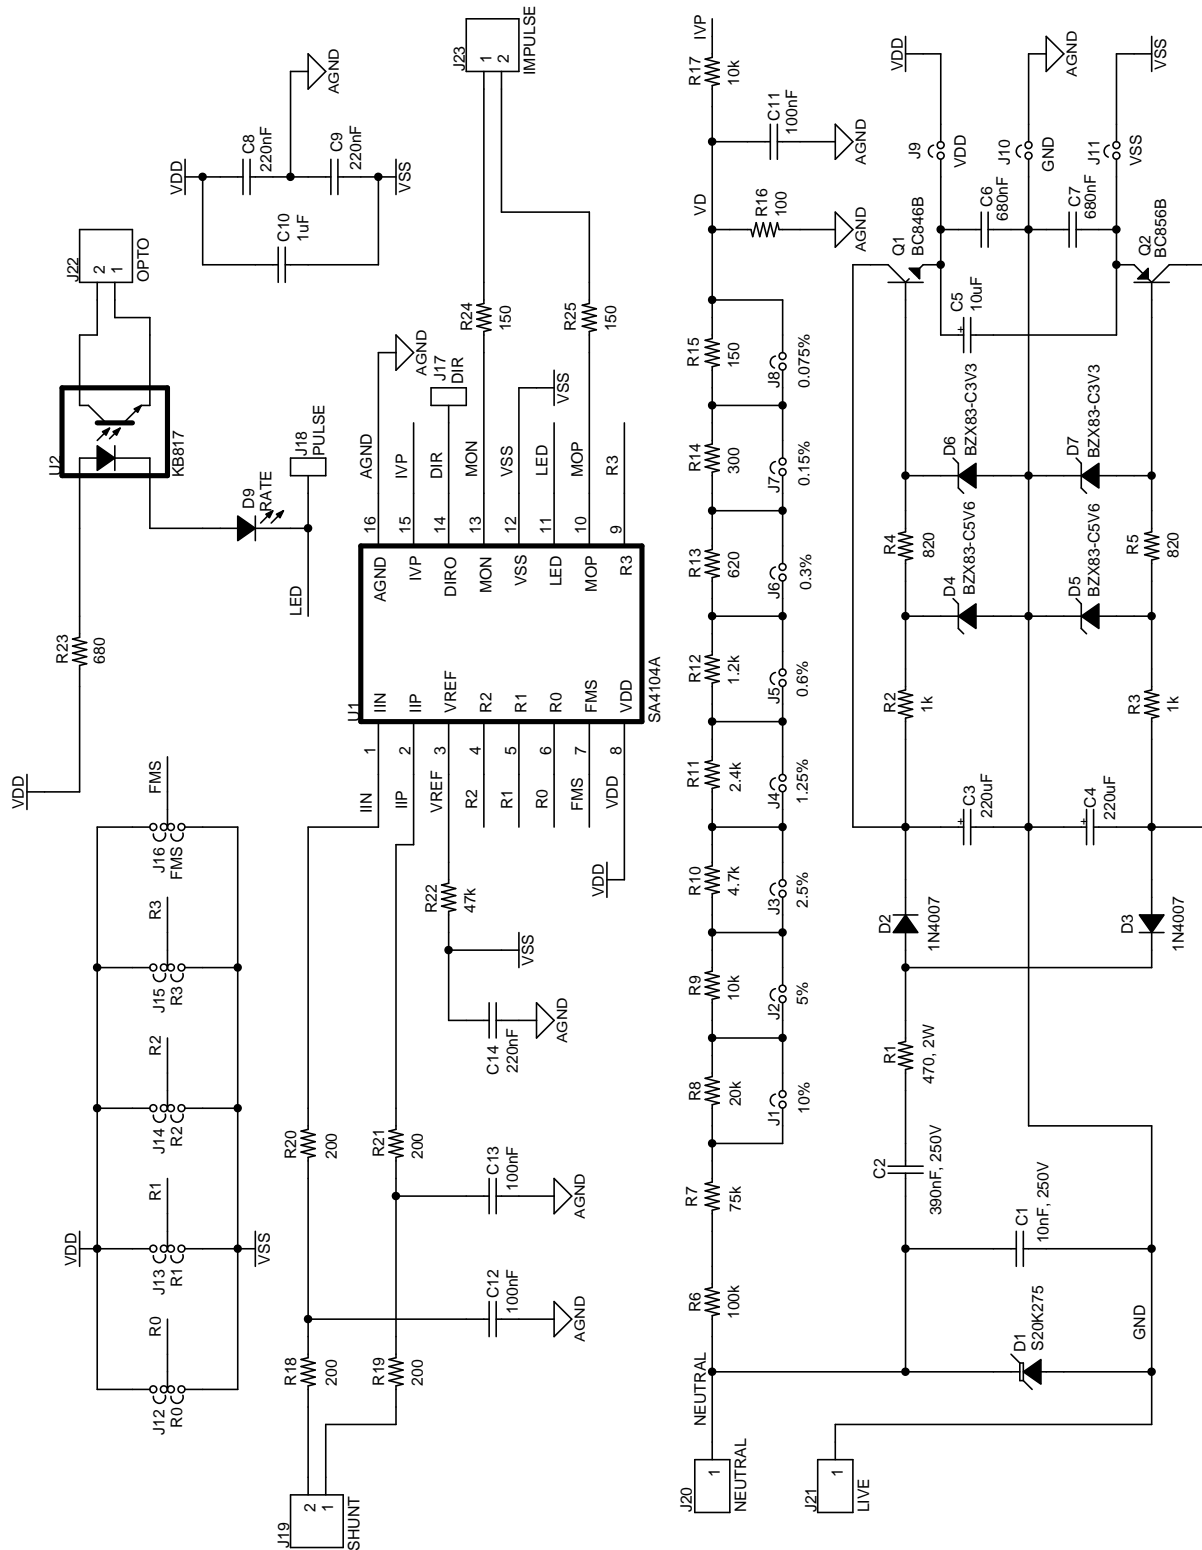 VDD
R23
680
U2
KB817
J22
2
1
OPTO
VDD
C8
220nF
C10
1uF
C9
220nF
VSS
AGND
D9
RATE
J18
PULSE
LED
VDD
J12
R0
R0
J13
R1
R1
J14
R2
R2
J15
R3
R3
J16
FMS
FMS
VSS
J19
2
1
SHUNT
R18
200
R20
200
R19
200
R21
200
C12
100nF
AGND
C13
100nF
AGND
C14
220nF
AGND
R22
47k
VSS
VDD
U1
SA4104A
IIN 1 IIN
IIP 2 IIP
VREF 3 VREF
R2 4 R2
R1 5 R1
R0 6 R0
FMS 7 FMS
VDD 8 VDD
AGND 16 AGND
IVP 15 IVP
DIRO 14 DIR
MON 13 MON
VSS 12 VSS
LED 11 LED
MOP 10 MOP
R3 9 R3
AGND
J17
DIR
VSS
R24
150
R25
150
J23
1
2
IMPULSE
J20
1
NEUTRAL
NEUTRAL
R6
100k
R7
75k
R8
20k
R9
10k
R10
4.7k
R11
2.4k
R12
1.2k
R13
620
R14
300
R15
150
VD
R17
10k
IVP
J1
10%
J2
5%
J3
2.5%
J4
1.25%
J5
0.6%
J6
0.3%
J7
0.15%
J8
0.075%
R16
100
AGND
C11
100nF
AGND
J21
1
LIVE
D1
S20K275
GND
C1
10nF, 250V
C2
390nF, 250V
R1
470, 2W
D2
1N4007
D3
1N4007
C3
+
220uF
C4
+
220uF
R2
1k
R3
1k
D4
BZX83-C5V6
D5
BZX83-C5V6
R4
820
R5
820
D6
BZX83-C3V3
D7
BZX83-C3V3
C5
+
10uF
Q1
BC846B
Q2
BC856B
C6
680nF
C7
680nF
J9
VDD
J10
GND
J11
VSS
VDD
AGND
VSS